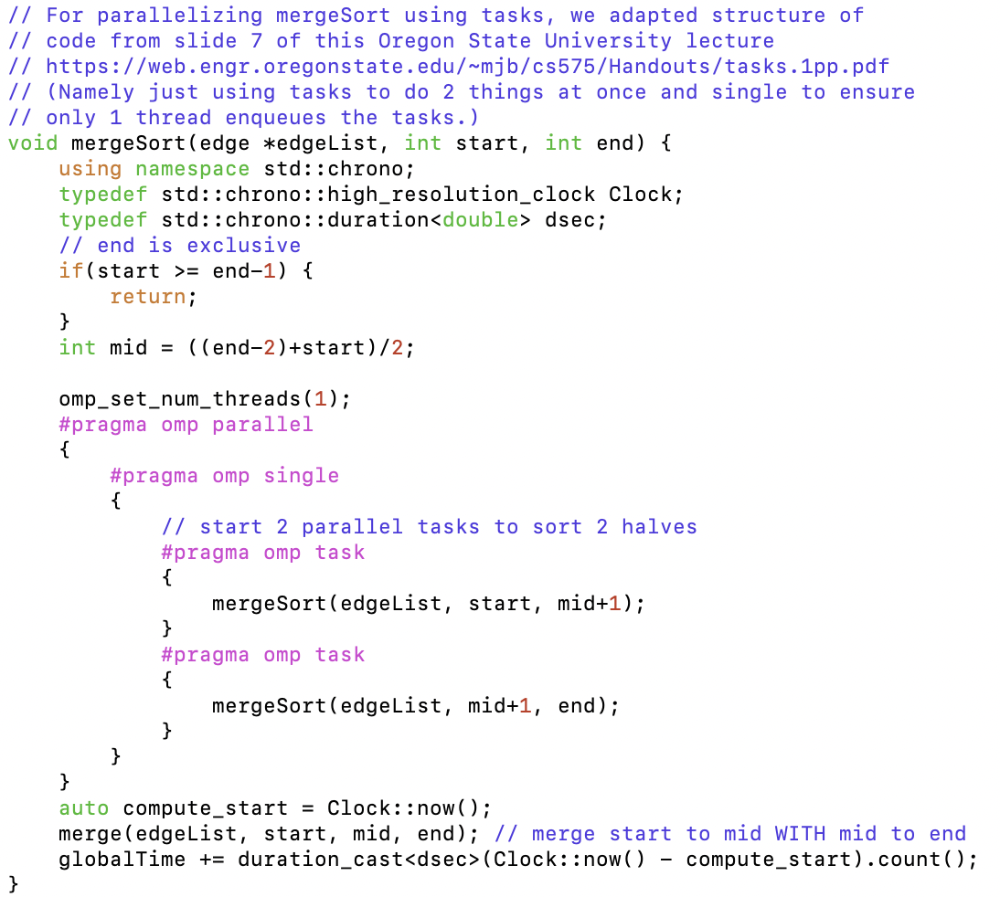 // For parallelizing mergeSort using tasks, we adapted structure of
// code from slide 7 of this Oregon State University lecture
// https://web.engr.oregonstate.edu/~mjb/cs575/Handouts/tasks.1pp.pdf
// (Namely just using tasks to do 2 things at once and single to ensure
// only 1 thread enqueues the tasks.)
void mergeSort(edge *edgeList, int start, int end) {
    using namespace std::chrono;
    typedef std::chrono::high_resolution_clock Clock;
    typedef std::chrono::duration<double> dsec;
    // end is exclusive
    if(start >= end-1) {
        return;
    }
    int mid = ((end-2)+start)/2;

    omp_set_num_threads(1);
    #pragma omp parallel
    {
        #pragma omp single
        {
            // start 2 parallel tasks to sort 2 halves
            #pragma omp task
            {
                mergeSort(edgeList, start, mid+1);
            }
            #pragma omp task
            {
                mergeSort(edgeList, mid+1, end);
            }
        }
    }
    auto compute_start = Clock::now();
    merge(edgeList, start, mid, end); // merge start to mid WITH mid to end
    globalTime += duration_cast<dsec>(Clock::now() - compute_start).count();
}